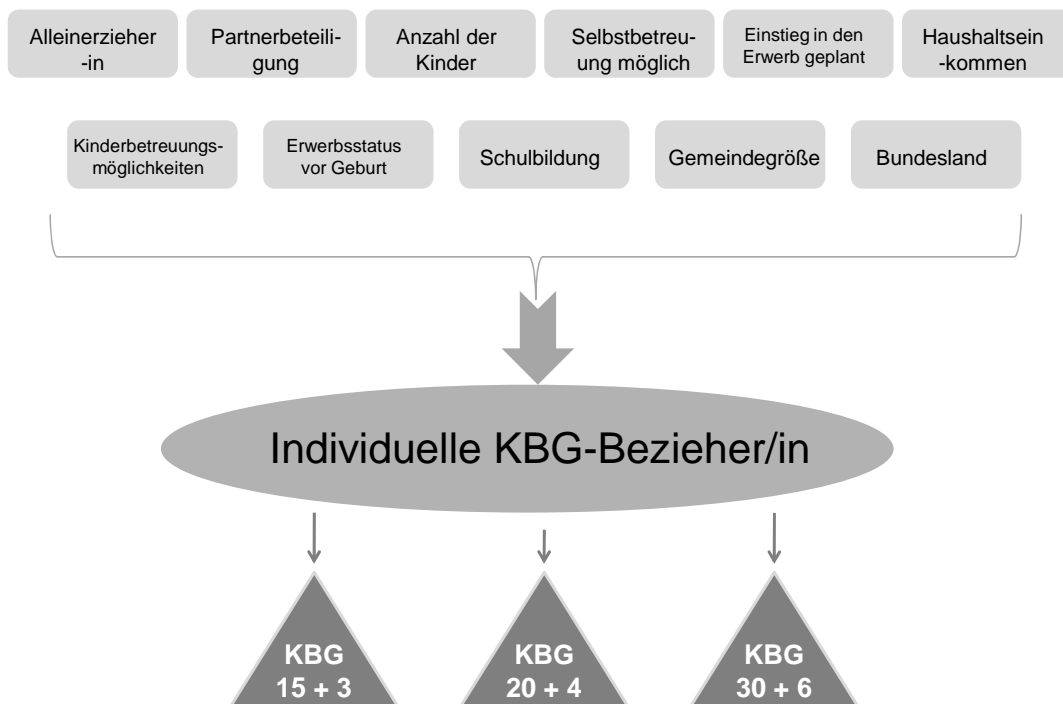 Alleinerzieher
-in
Partnerbeteili-
gung
Anzahl der
Kinder
Selbstbetreu-
ung möglich
Einstieg in den
Erwerb geplant
Haushaltsein
-kommen
Kinderbetreuungs-
möglichkeiten
Erwerbsstatus
vor Geburt
Schulbildung
Gemeindegröße
Bundesland
Individuelle KBG-Bezieher/in
KBG
15 + 3
KBG
20 + 4
KBG
30 + 6